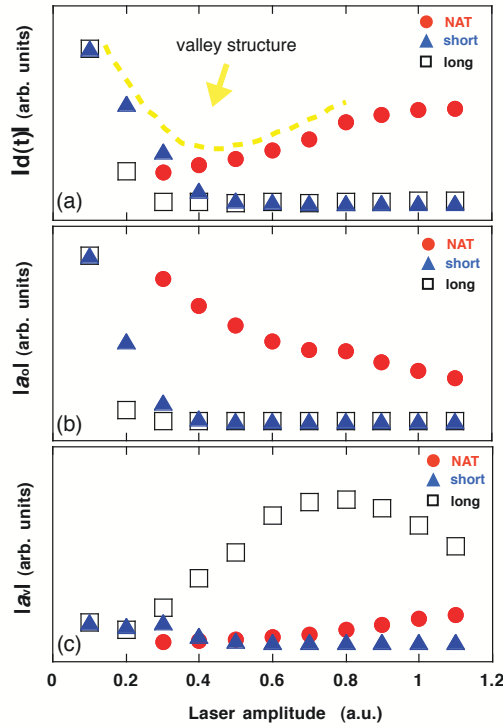 NAT
short
long
valley structure
|d(t)| (arb. units)
(a)
NAT
short
long
|a₀| (arb. units)
(b)
NAT
short
long
|aᵥ| (arb. units)
(c)
0 0.2 0.4 0.6 0.8 1 1.2
Laser amplitude (a.u.)